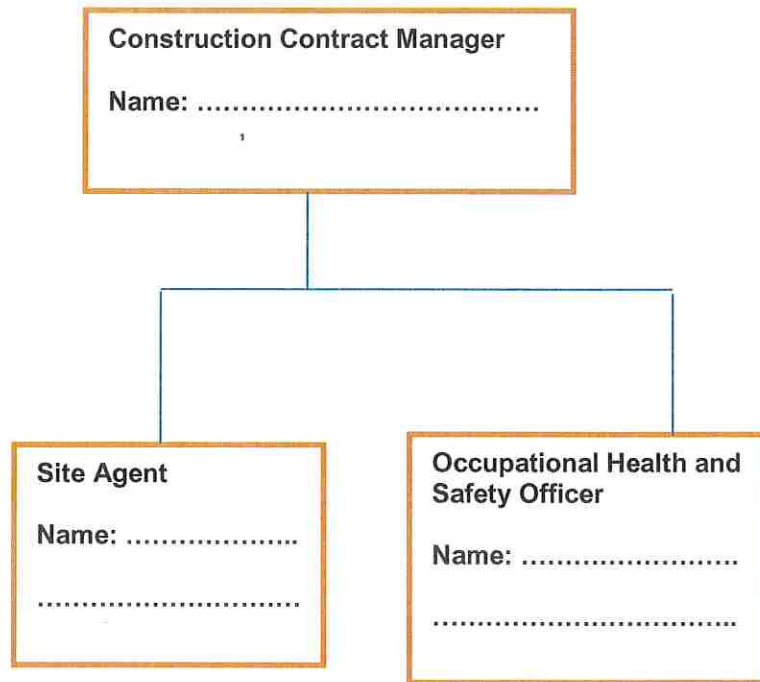 Construction Contract Manager
Name: ……………………………………
Site Agent
Name: ………………..
………………………….
Occupational Health and
Safety Officer
Name: …………………….
……………………………..